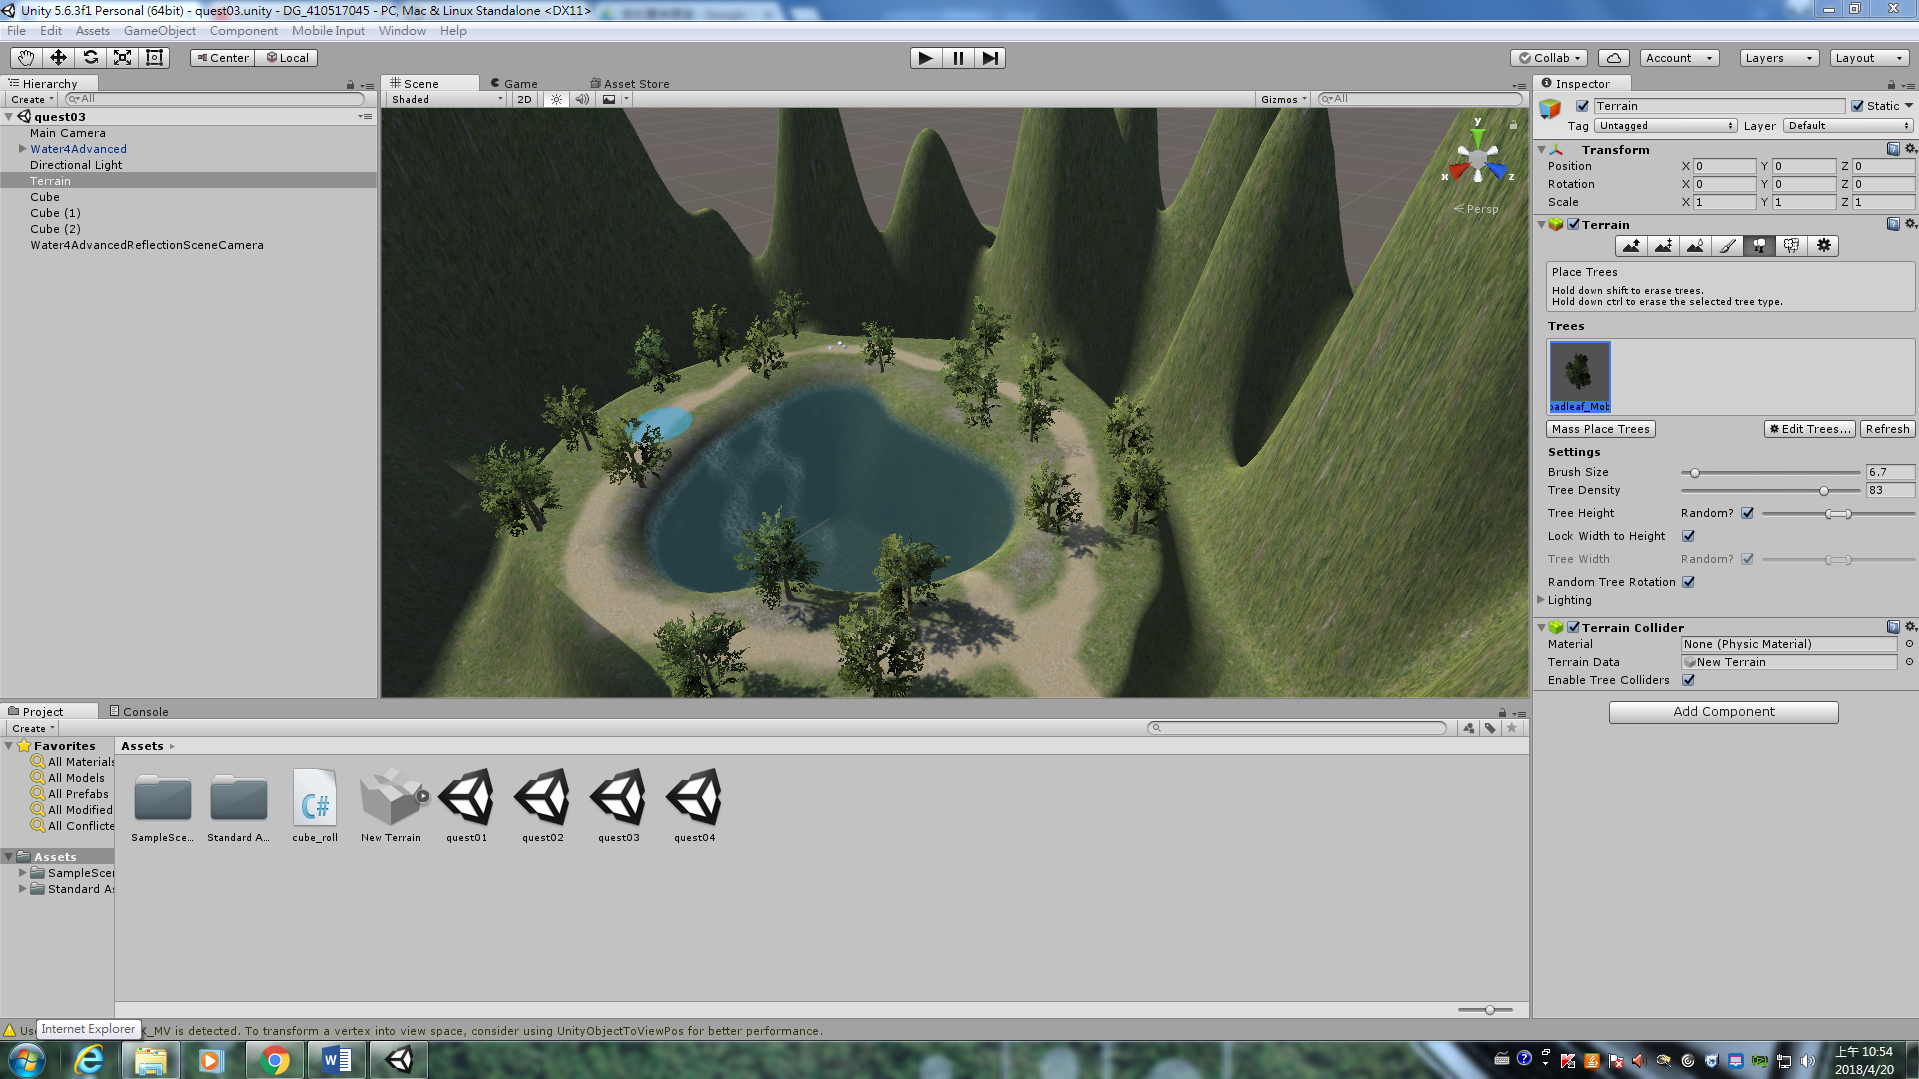 Unity 5.6.3f1 Personal (64bit) - quest03.unity - DG_410517045 - PC, Mac & Linux Standalone <DX11>
File Edit Assets GameObject Component Mobile Input Window Help
Center Local
Collab Account Layers Layout
Hierarchy
Create All
quest03
Main Camera
Water4Advanced
Directional Light
Terrain
Cube
Cube (1)
Cube (2)
Water4AdvancedReflectionSceneCamera
Scene Game Asset Store
Shaded 2D Gizmos All
y
x z
Persp
Inspector
Terrain Static
Tag Untagged Layer Default
Transform
Position X 0 Y 0 Z 0
Rotation X 0 Y 0 Z 0
Scale X 1 Y 1 Z 1
Terrain
Place Trees
Hold down shift to erase trees.
Hold down ctrl to erase the selected tree type.
Trees
oadleaf_Mob
Mass Place Trees Edit Trees... Refresh
Settings
Brush Size 6.7
Tree Density 83
Tree Height Random?
Lock Width to Height
Tree Width Random?
Random Tree Rotation
Lighting
Terrain Collider
Material None (Physic Material)
Terrain Data New Terrain
Enable Tree Colliders
Add Component
Project Console
Create
Favorites
All Materials
All Models
All Prefabs
All Modified
All Conflicte
Assets
SampleScen
Standard As
Assets
C#
SampleSce... Standard A... cube_roll New Terrain quest01 quest02 quest03 quest04
Internet Explorer
_MV is detected. To transform a vertex into view space, consider using UnityObjectToViewPos for better performance.
上午 10:54
2018/4/20